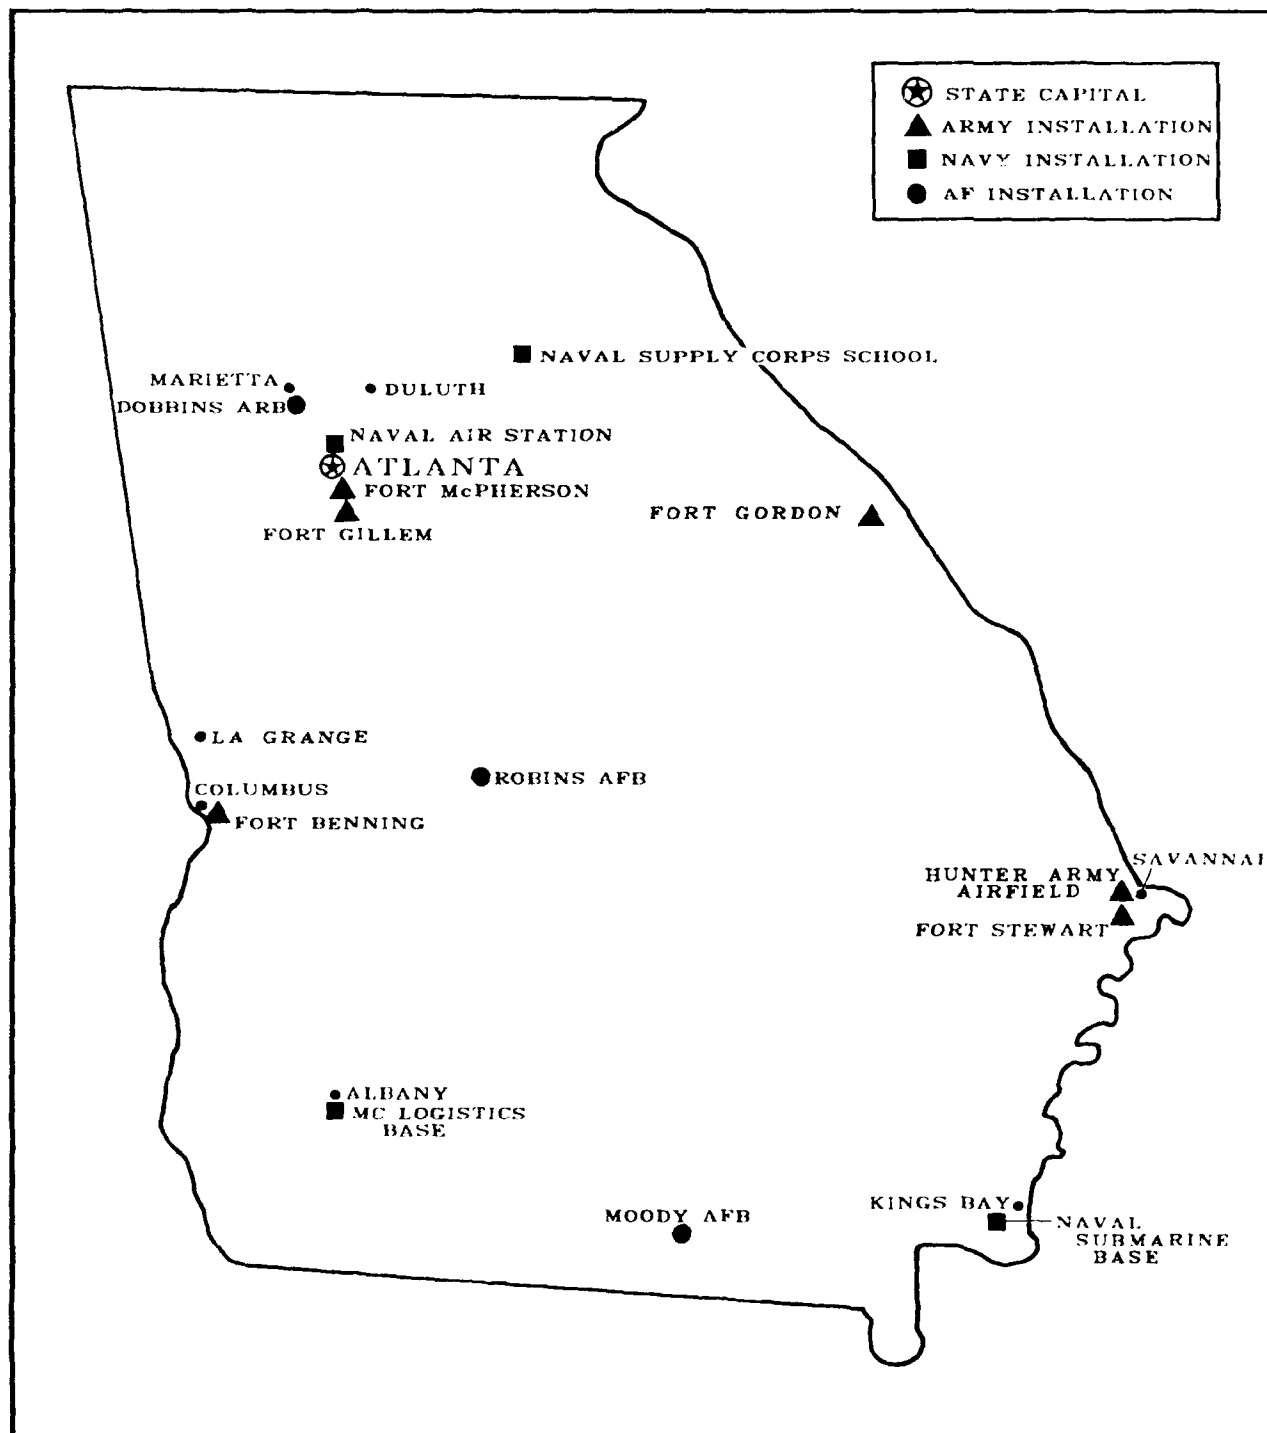 STATE CAPITAL
ARMY INSTALLATION
NAVY INSTALLATION
AF INSTALLATION
NAVAL SUPPLY CORPS SCHOOL
MARIETTA
DULUTH
DOBBINS ARB
NAVAL AIR STATION
ATLANTA
FORT McPHERSON
FORT GILLEM
FORT GORDON
LA GRANGE
ROBINS AFB
COLUMBUS
FORT BENNING
SAVANNAH
HUNTER ARMY
AIRFIELD
FORT STEWART
ALBANY
MC LOGISTICS
BASE
KINGS BAY
MOODY AFB
NAVAL
SUBMARINE
BASE